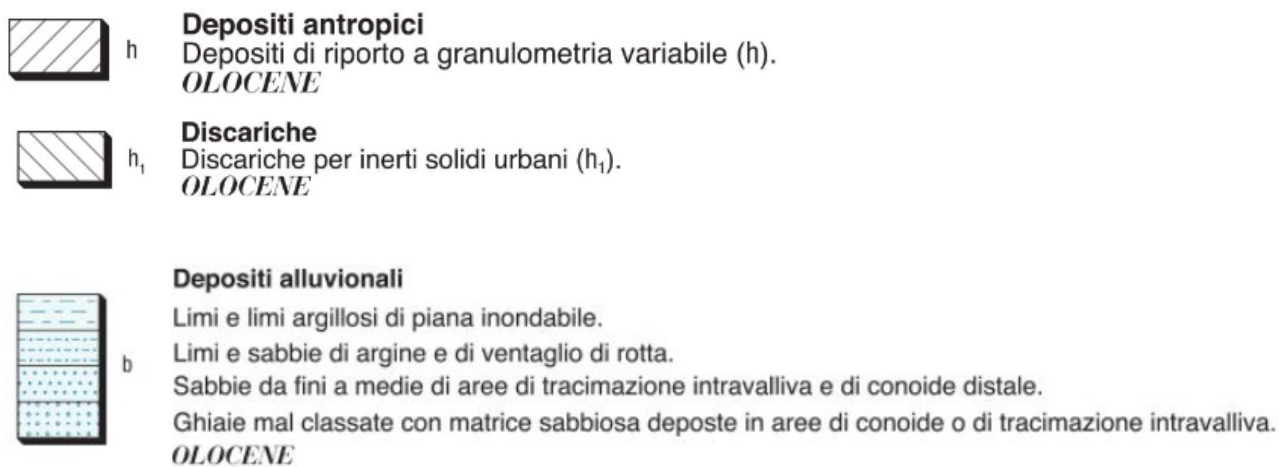 h
Depositi antropici
Depositi di riporto a granulometria variabile (h).
OLOCENE
h₁
Discariche
Discariche per inerti solidi urbani (h₁).
OLOCENE
b
Depositi alluvionali
Limi e limi argillosi di piana inondabile.
Limi e sabbie di argine e di ventaglio di rotta.
Sabbie da fini a medie di aree di tracimazione intravalliva e di conoide distale.
Ghiaie mal classate con matrice sabbiosa deposte in aree di conoide o di tracimazione intravalliva.
OLOCENE